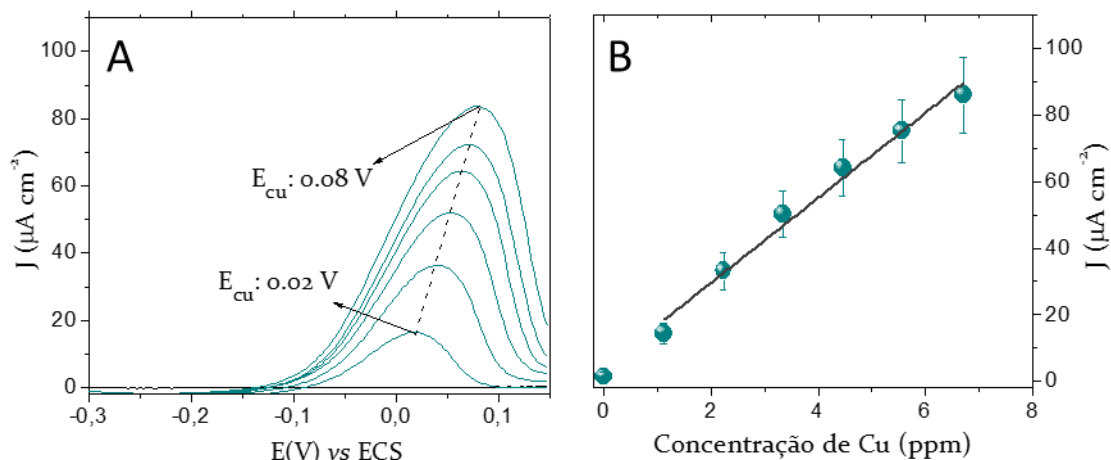 A
100
80
60
40
20
0
J (µA cm⁻²)
E_cu: 0.08 V
E_cu: 0.02 V
-0,3 -0,2 -0,1 0,0 0,1
E(V) vs ECS
B
100
80
60
40
20
0
J (µA cm⁻²)
0 2 4 6 8
Concentração de Cu (ppm)